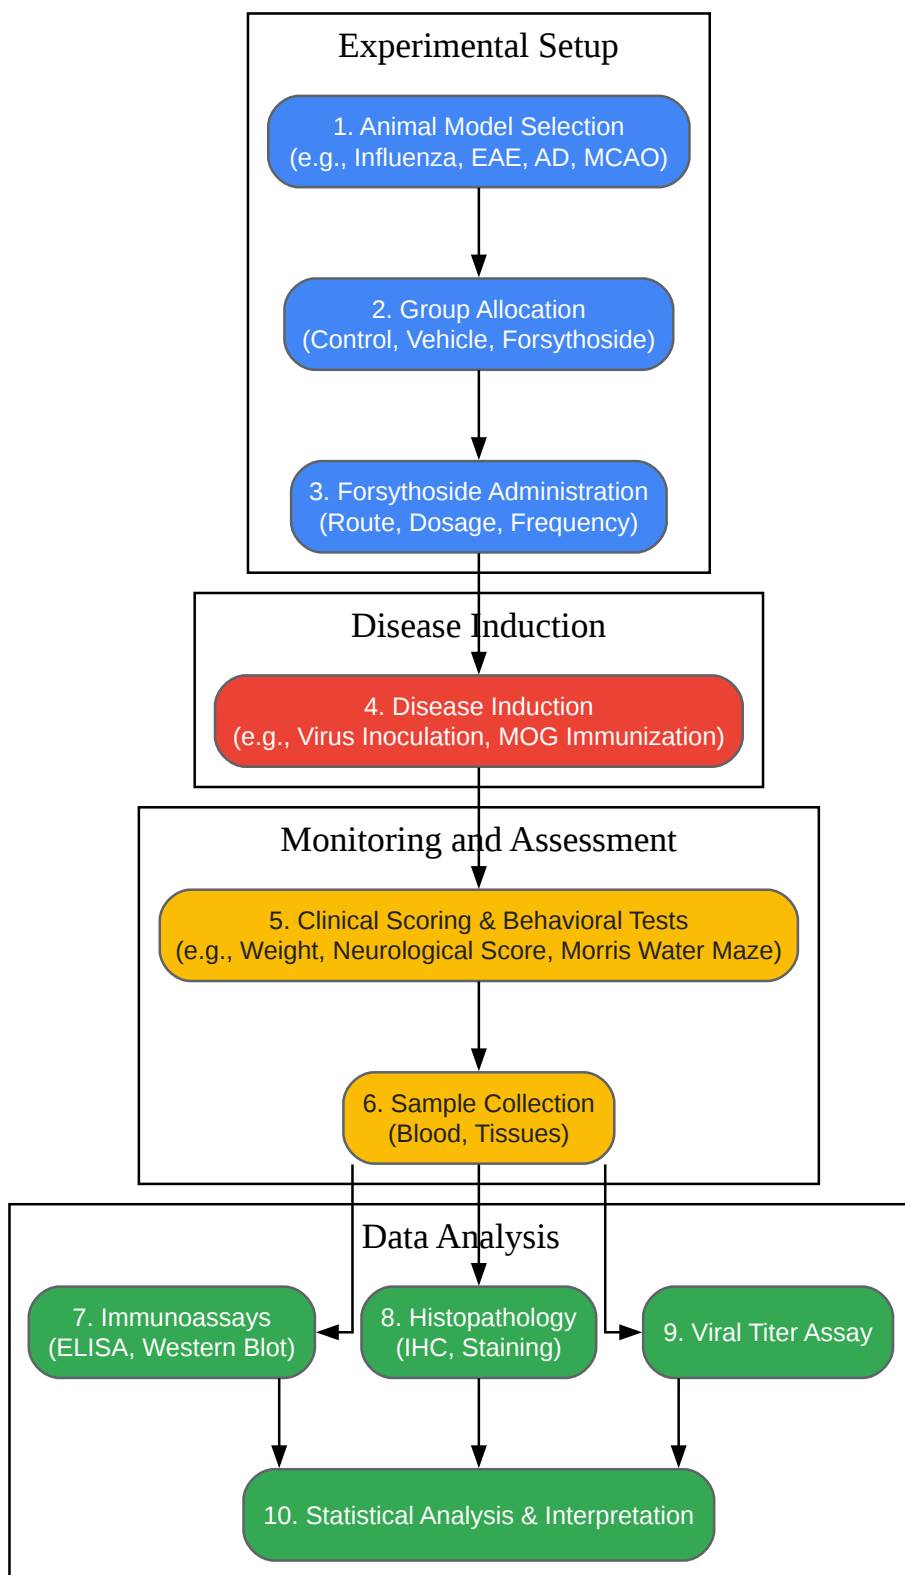 Experimental Setup
1. Animal Model Selection
(e.g., Influenza, EAE, AD, MCAO)
2. Group Allocation
(Control, Vehicle, Forsythoside)
3. Forsythoside Administration
(Route, Dosage, Frequency)
Disease Induction
4. Disease Induction
(e.g., Virus Inoculation, MOG Immunization)
Monitoring and Assessment
5. Clinical Scoring & Behavioral Tests
(e.g., Weight, Neurological Score, Morris Water Maze)
6. Sample Collection
(Blood, Tissues)
Data Analysis
7. Immunoassays
(ELISA, Western Blot)
8. Histopathology
(IHC, Staining)
9. Viral Titer Assay
10. Statistical Analysis & Interpretation